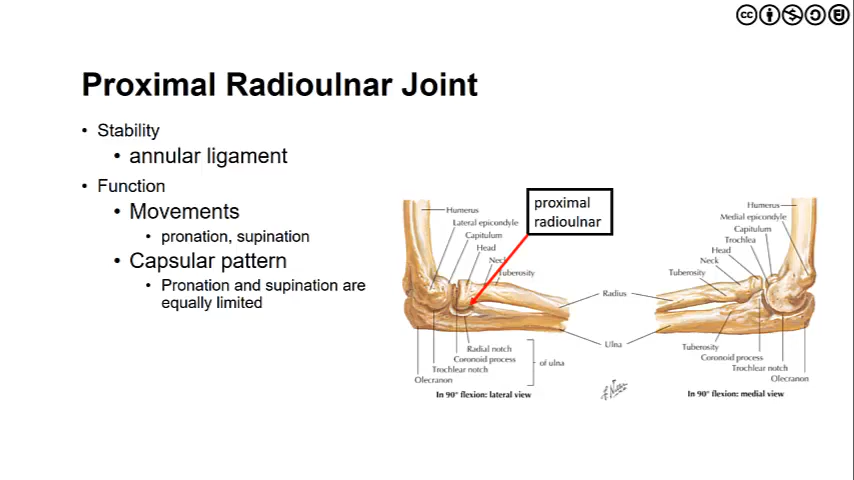 Proximal Radioulnar Joint
• Stability
• annular ligament
• Function
• Movements
• pronation, supination
• Capsular pattern
• Pronation and supination are
equally limited
proximal
radioulnar
Humerus
Lateral epicondyle
Capitulum
Head
Neck
Tuberosity
Radius
Ulna
Radial notch
Coronoid process
Trochlear notch
Olecranon
of ulna
In 90° flexion: lateral view
Humerus
Medial epicondyle
Capitulum
Trochlea
Head
Neck
Tuberosity
Tuberosity
Coronoid process
Trochlear notch
Olecranon
In 90° flexion: medial view